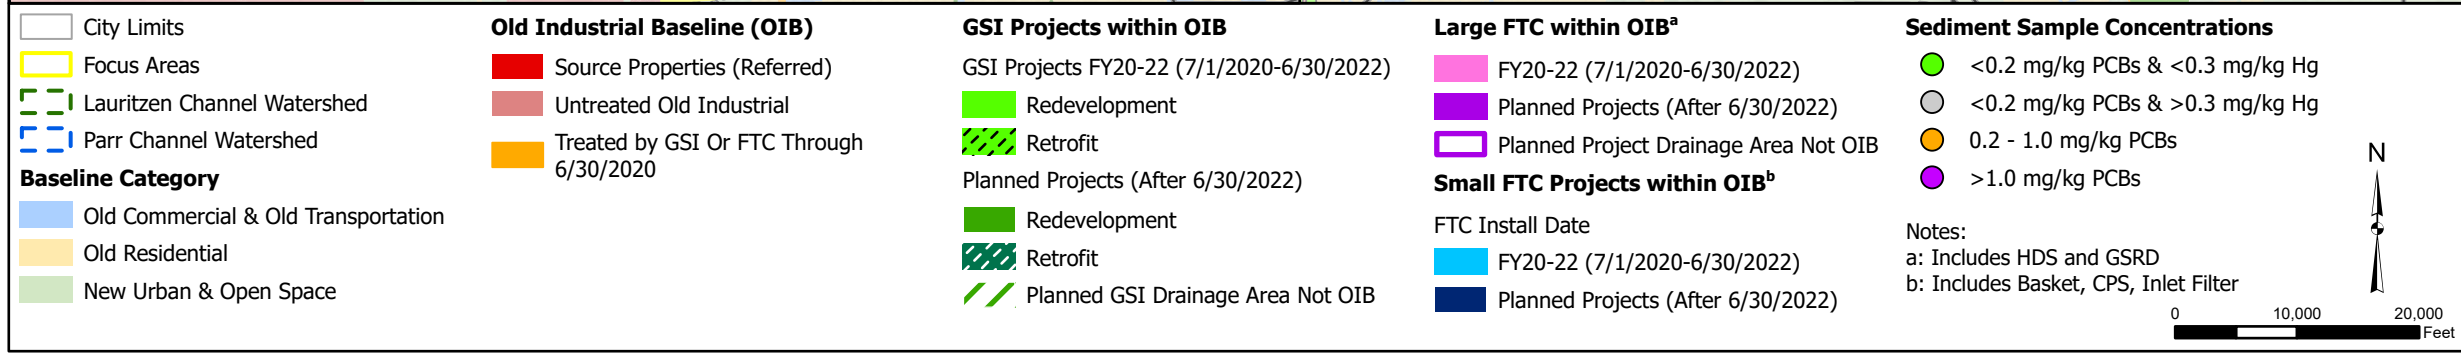 City Limits
Focus Areas
Lauritzen Channel Watershed
Parr Channel Watershed
Baseline Category
Old Commercial & Old Transportation
Old Residential
New Urban & Open Space
Old Industrial Baseline (OIB)
Source Properties (Referred)
Untreated Old Industrial
Treated by GSI Or FTC Through
6/30/2020
GSI Projects within OIB
GSI Projects FY20-22 (7/1/2020-6/30/2022)
Redevelopment
Retrofit
Planned Projects (After 6/30/2022)
Redevelopment
Retrofit
Planned GSI Drainage Area Not OIB
Large FTC within OIBᵃ
FY20-22 (7/1/2020-6/30/2022)
Planned Projects (After 6/30/2022)
Planned Project Drainage Area Not OIB
Small FTC Projects within OIBᵇ
FTC Install Date
FY20-22 (7/1/2020-6/30/2022)
Planned Projects (After 6/30/2022)
Sediment Sample Concentrations
<0.2 mg/kg PCBs & <0.3 mg/kg Hg
<0.2 mg/kg PCBs & >0.3 mg/kg Hg
0.2 - 1.0 mg/kg PCBs
>1.0 mg/kg PCBs
Notes:
a: Includes HDS and GSRD
b: Includes Basket, CPS, Inlet Filter
N
0 10,000 20,000
Feet